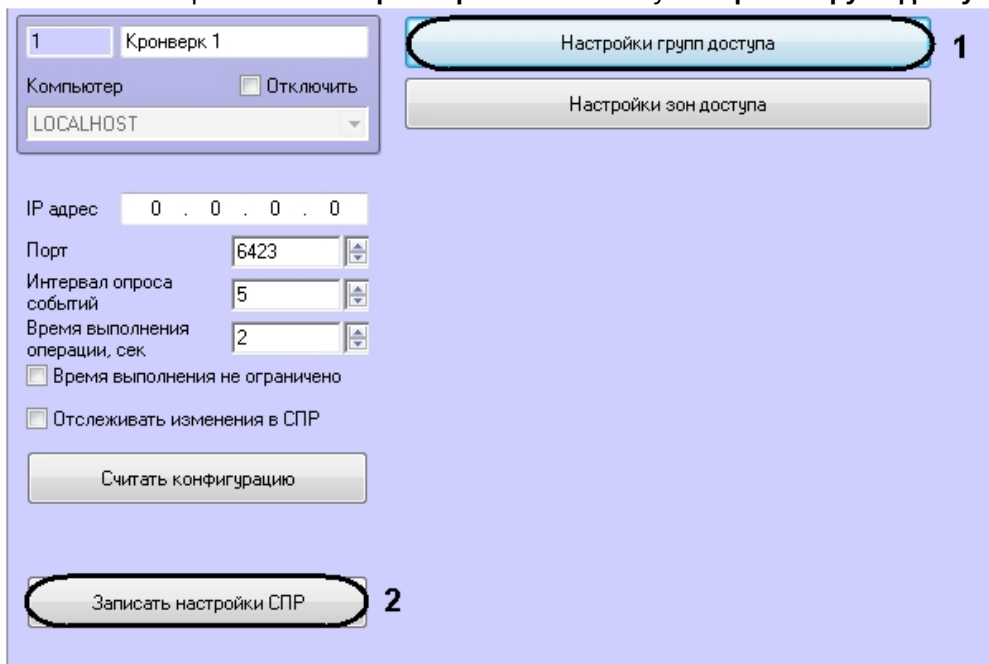 1 Кронверк 1
Компьютер Отключить
LOCALHOST
Настройки групп доступа 1
Настройки зон доступа
IP адрес 0 . 0 . 0 . 0
Порт 6423
Интервал опроса
событий 5
Время выполнения
операции, сек 2
Время выполнения не ограничено
Отслеживать изменения в СПР
Считать конфигурацию
Записать настройки СПР 2